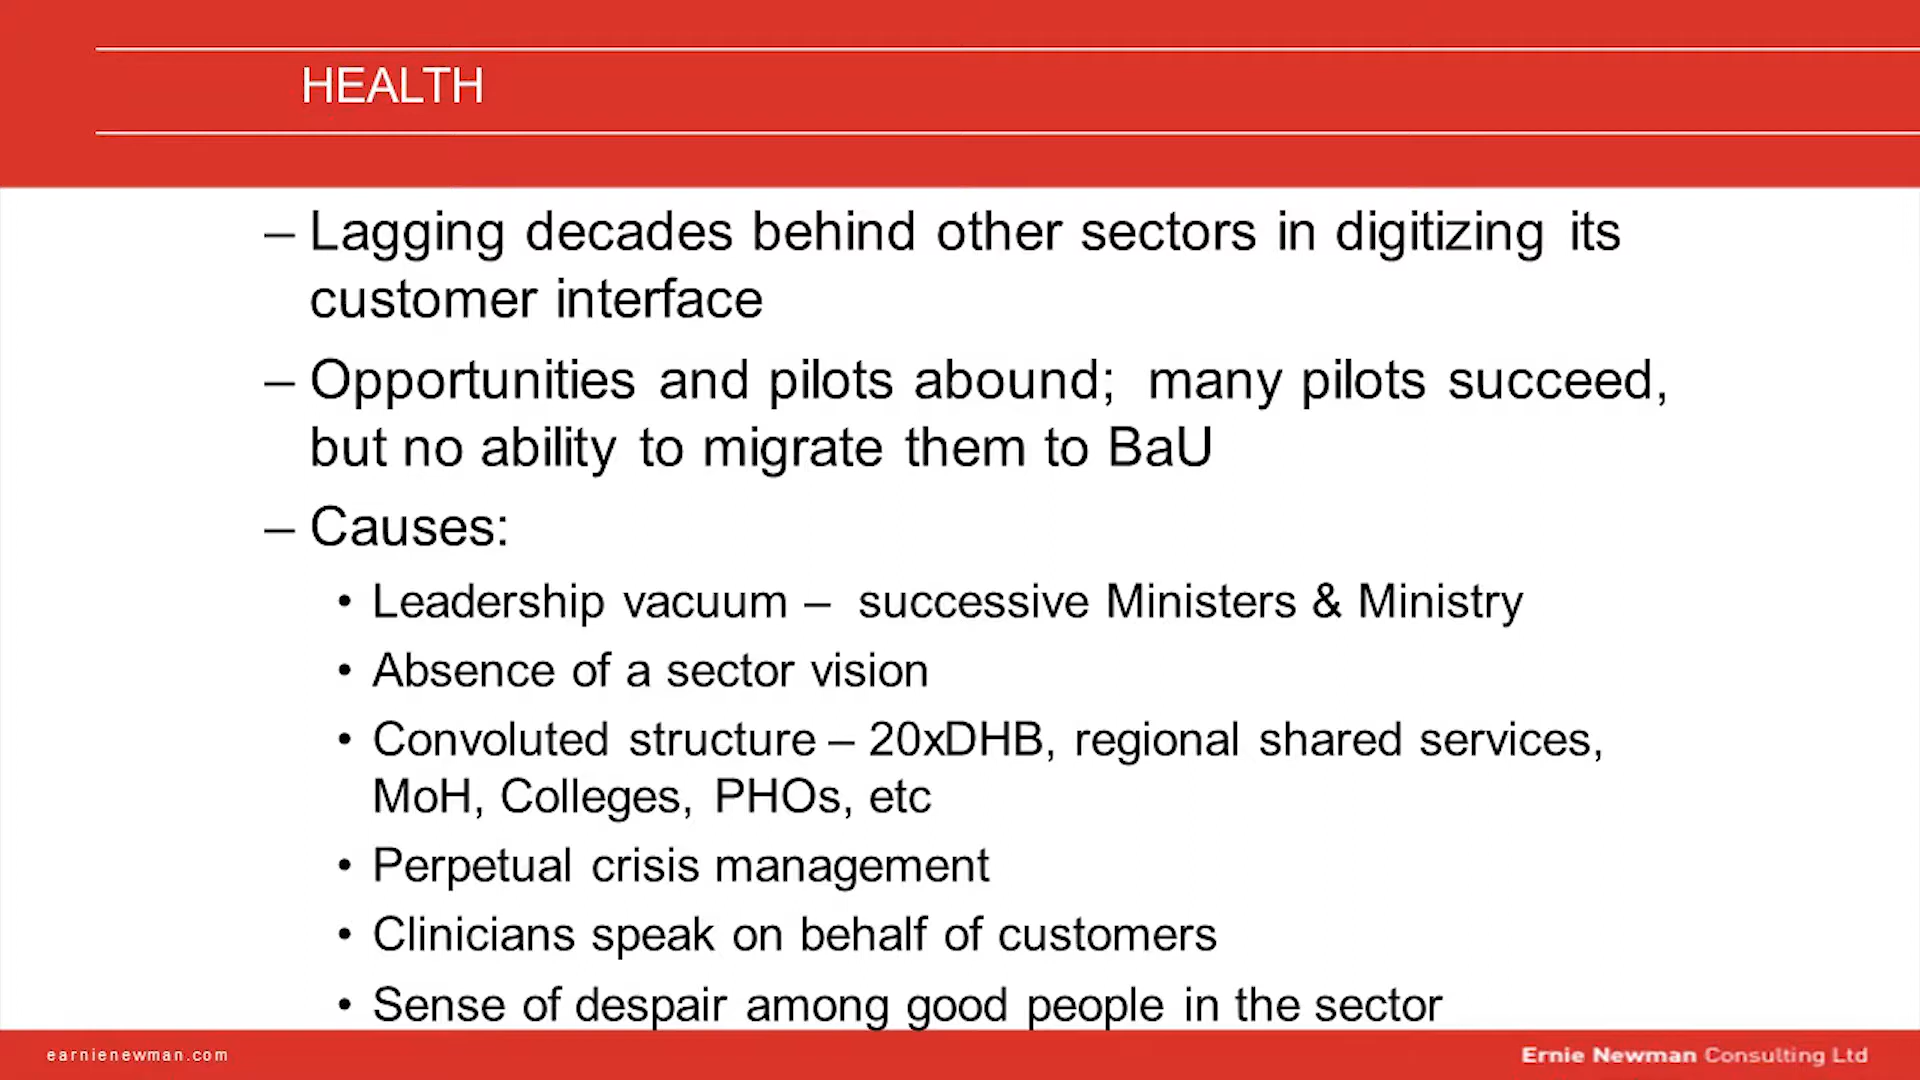 HEALTH
– Lagging decades behind other sectors in digitizing its
customer interface
– Opportunities and pilots abound; many pilots succeed,
but no ability to migrate them to BaU
– Causes:
• Leadership vacuum – successive Ministers & Ministry
• Absence of a sector vision
• Convoluted structure – 20xDHB, regional shared services,
MoH, Colleges, PHOs, etc
• Perpetual crisis management
• Clinicians speak on behalf of customers
• Sense of despair among good people in the sector
earnienewman.com
Ernie Newman Consulting Ltd